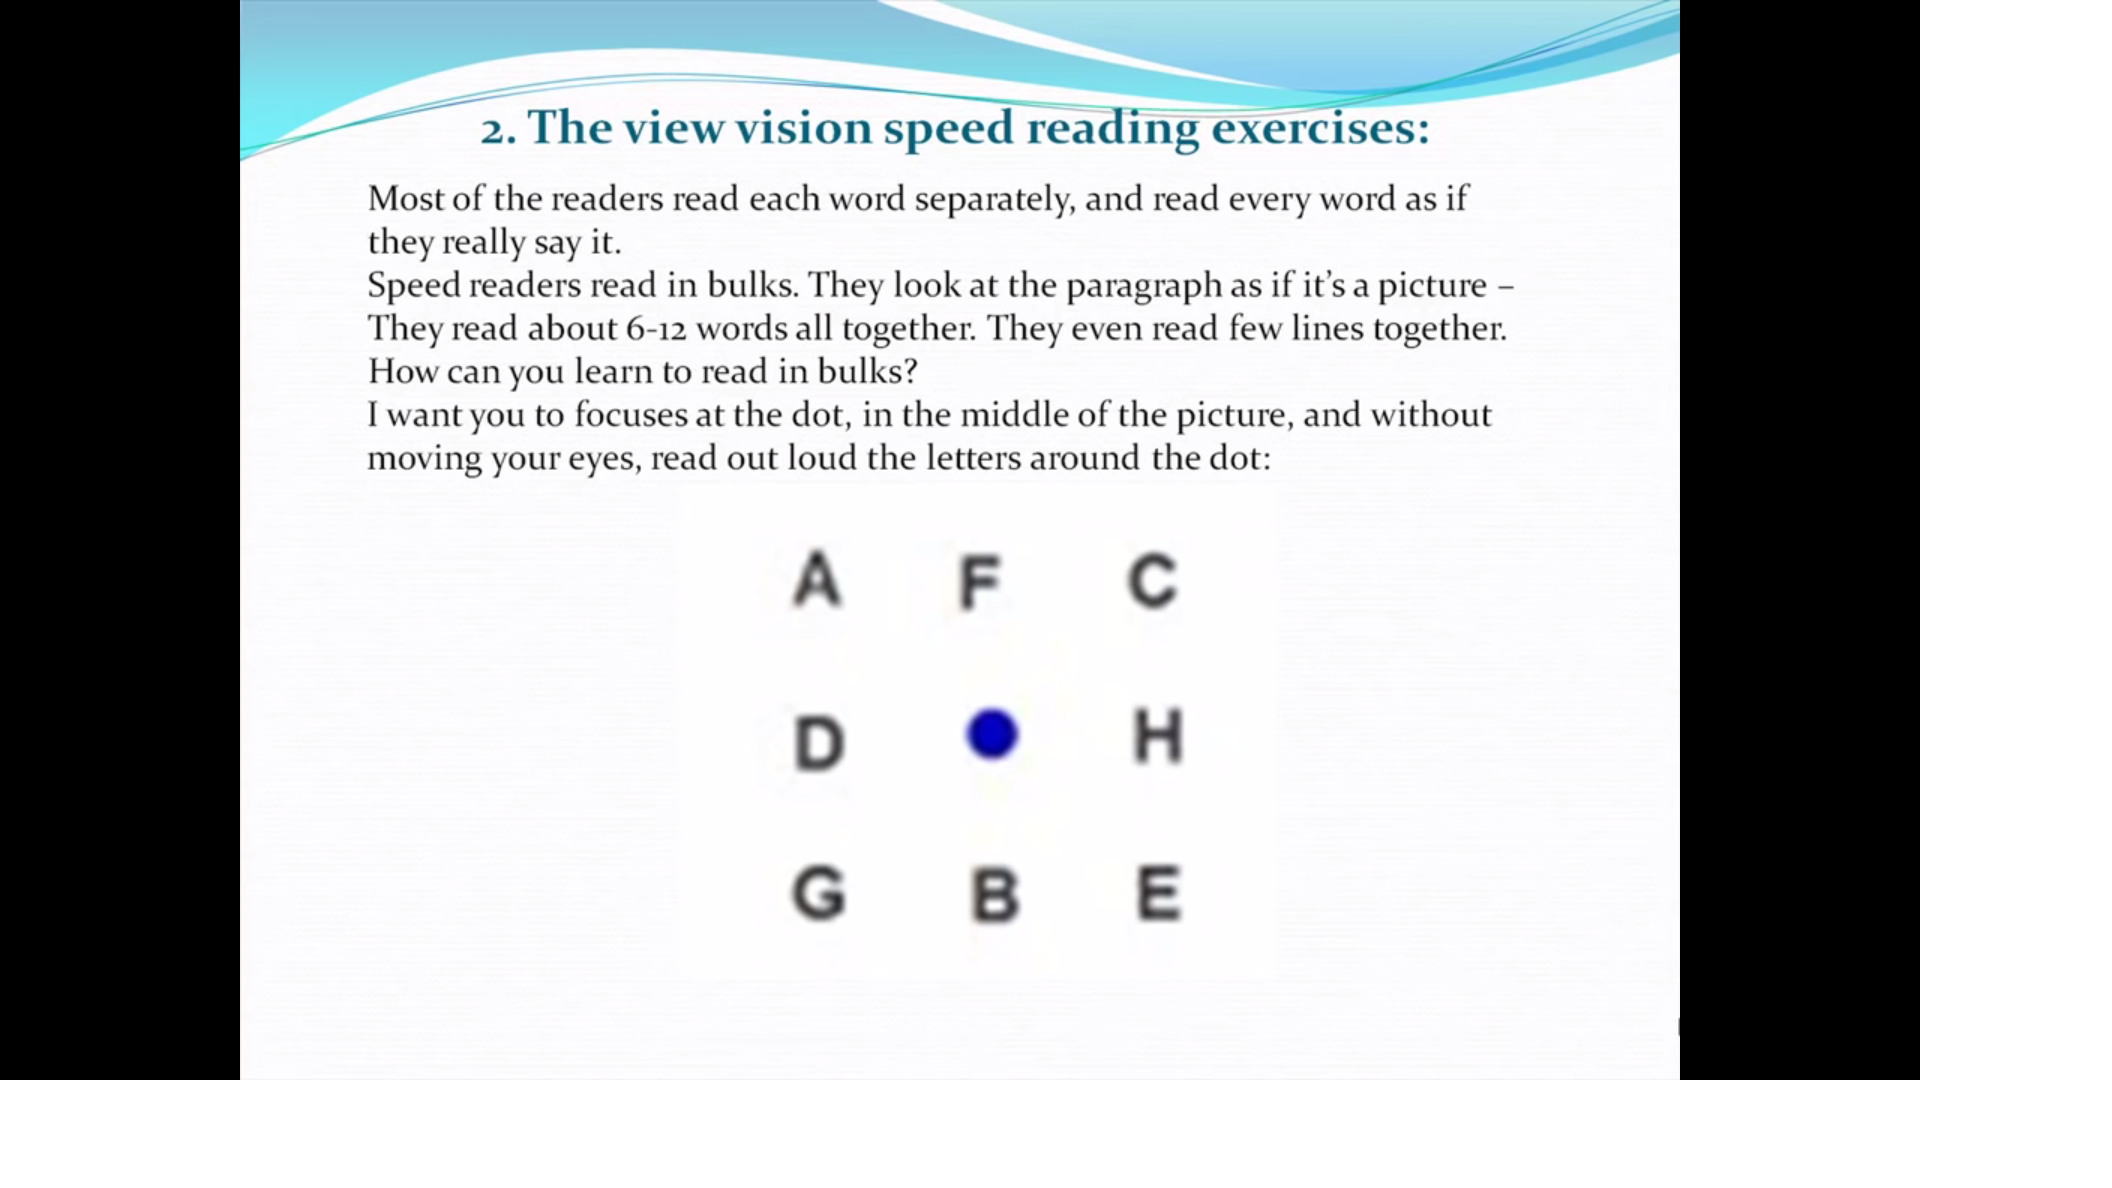 2. The view vision speed reading exercises:
Most of the readers read each word separately, and read every word as if
they really say it.
Speed readers read in bulks. They look at the paragraph as if it’s a picture –
They read about 6-12 words all together. They even read few lines together.
How can you learn to read in bulks?
I want you to focuses at the dot, in the middle of the picture, and without
moving your eyes, read out loud the letters around the dot:
A F C
D H
G B E